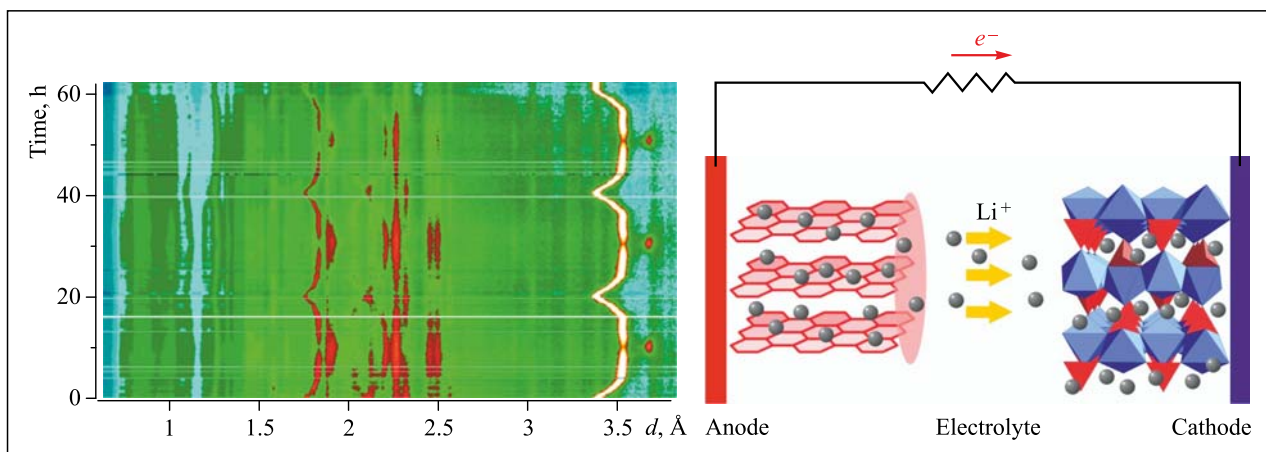 Time, h
60
40
20
0
1
1.5
2
2.5
3
3.5
d, Å
e−
Li+
Anode
Electrolyte
Cathode